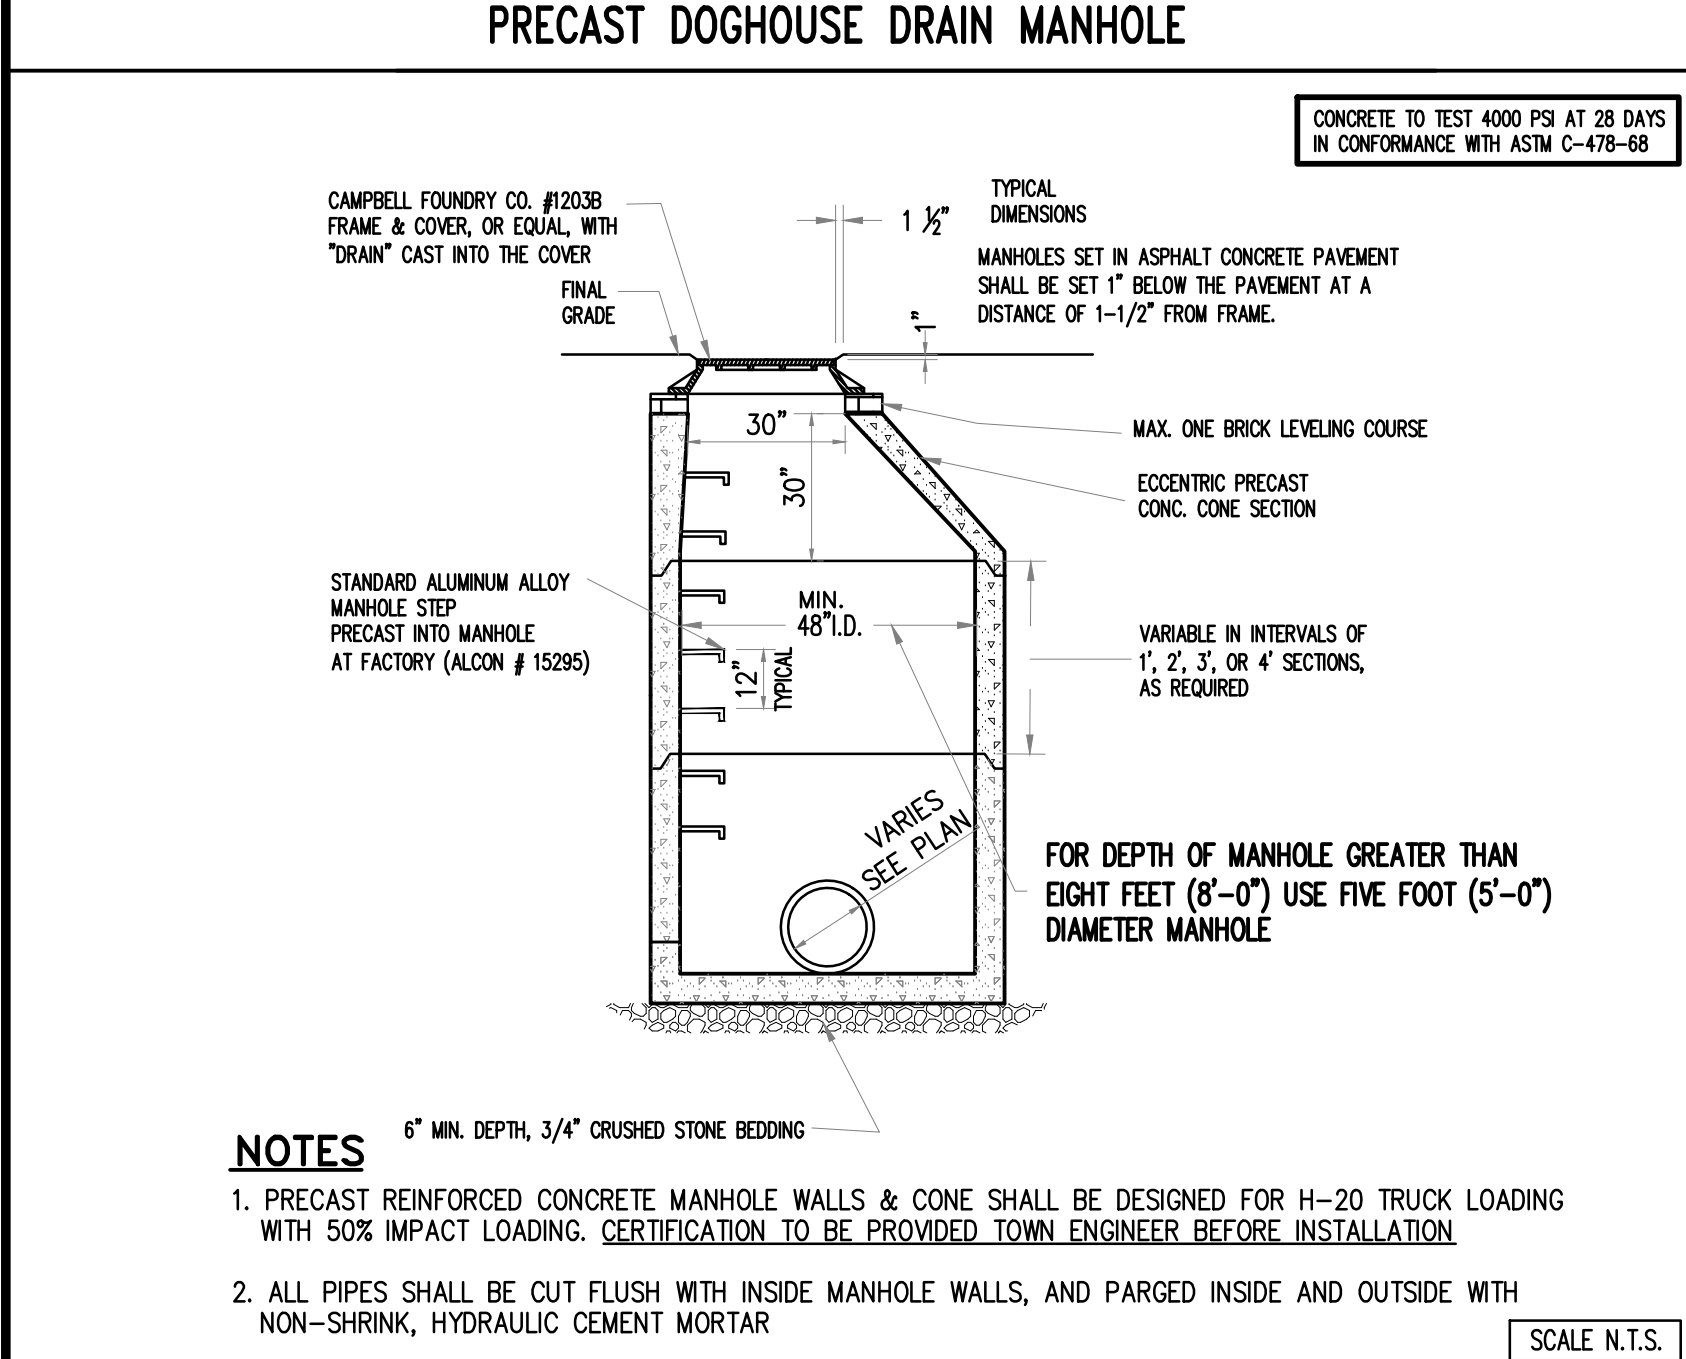 PRECAST DOGHOUSE DRAIN MANHOLE
CONCRETE TO TEST 4000 PSI AT 28 DAYS
IN CONFORMANCE WITH ASTM C-478-68
CAMPBELL FOUNDRY CO. #1203B
FRAME & COVER, OR EQUAL, WITH
"DRAIN" CAST INTO THE COVER
FINAL
GRADE
1 ½"
TYPICAL
DIMENSIONS
MANHOLES SET IN ASPHALT CONCRETE PAVEMENT
SHALL BE SET 1" BELOW THE PAVEMENT AT A
DISTANCE OF 1-1/2" FROM FRAME.
1"
30"
30"
MAX. ONE BRICK LEVELING COURSE
ECCENTRIC PRECAST
CONC. CONE SECTION
STANDARD ALUMINUM ALLOY
MANHOLE STEP
PRECAST INTO MANHOLE
AT FACTORY (ALCON # 15295)
MIN.
48"I.D.
12"
TYPICAL
VARIABLE IN INTERVALS OF
1', 2', 3', OR 4' SECTIONS,
AS REQUIRED
VARIES
SEE PLAN
FOR DEPTH OF MANHOLE GREATER THAN
EIGHT FEET (8'-0") USE FIVE FOOT (5'-0")
DIAMETER MANHOLE
6" MIN. DEPTH, 3/4" CRUSHED STONE BEDDING
NOTES
1. PRECAST REINFORCED CONCRETE MANHOLE WALLS & CONE SHALL BE DESIGNED FOR H-20 TRUCK LOADING
WITH 50% IMPACT LOADING. CERTIFICATION TO BE PROVIDED TOWN ENGINEER BEFORE INSTALLATION
2. ALL PIPES SHALL BE CUT FLUSH WITH INSIDE MANHOLE WALLS, AND PARGED INSIDE AND OUTSIDE WITH
NON-SHRINK, HYDRAULIC CEMENT MORTAR
SCALE N.T.S.